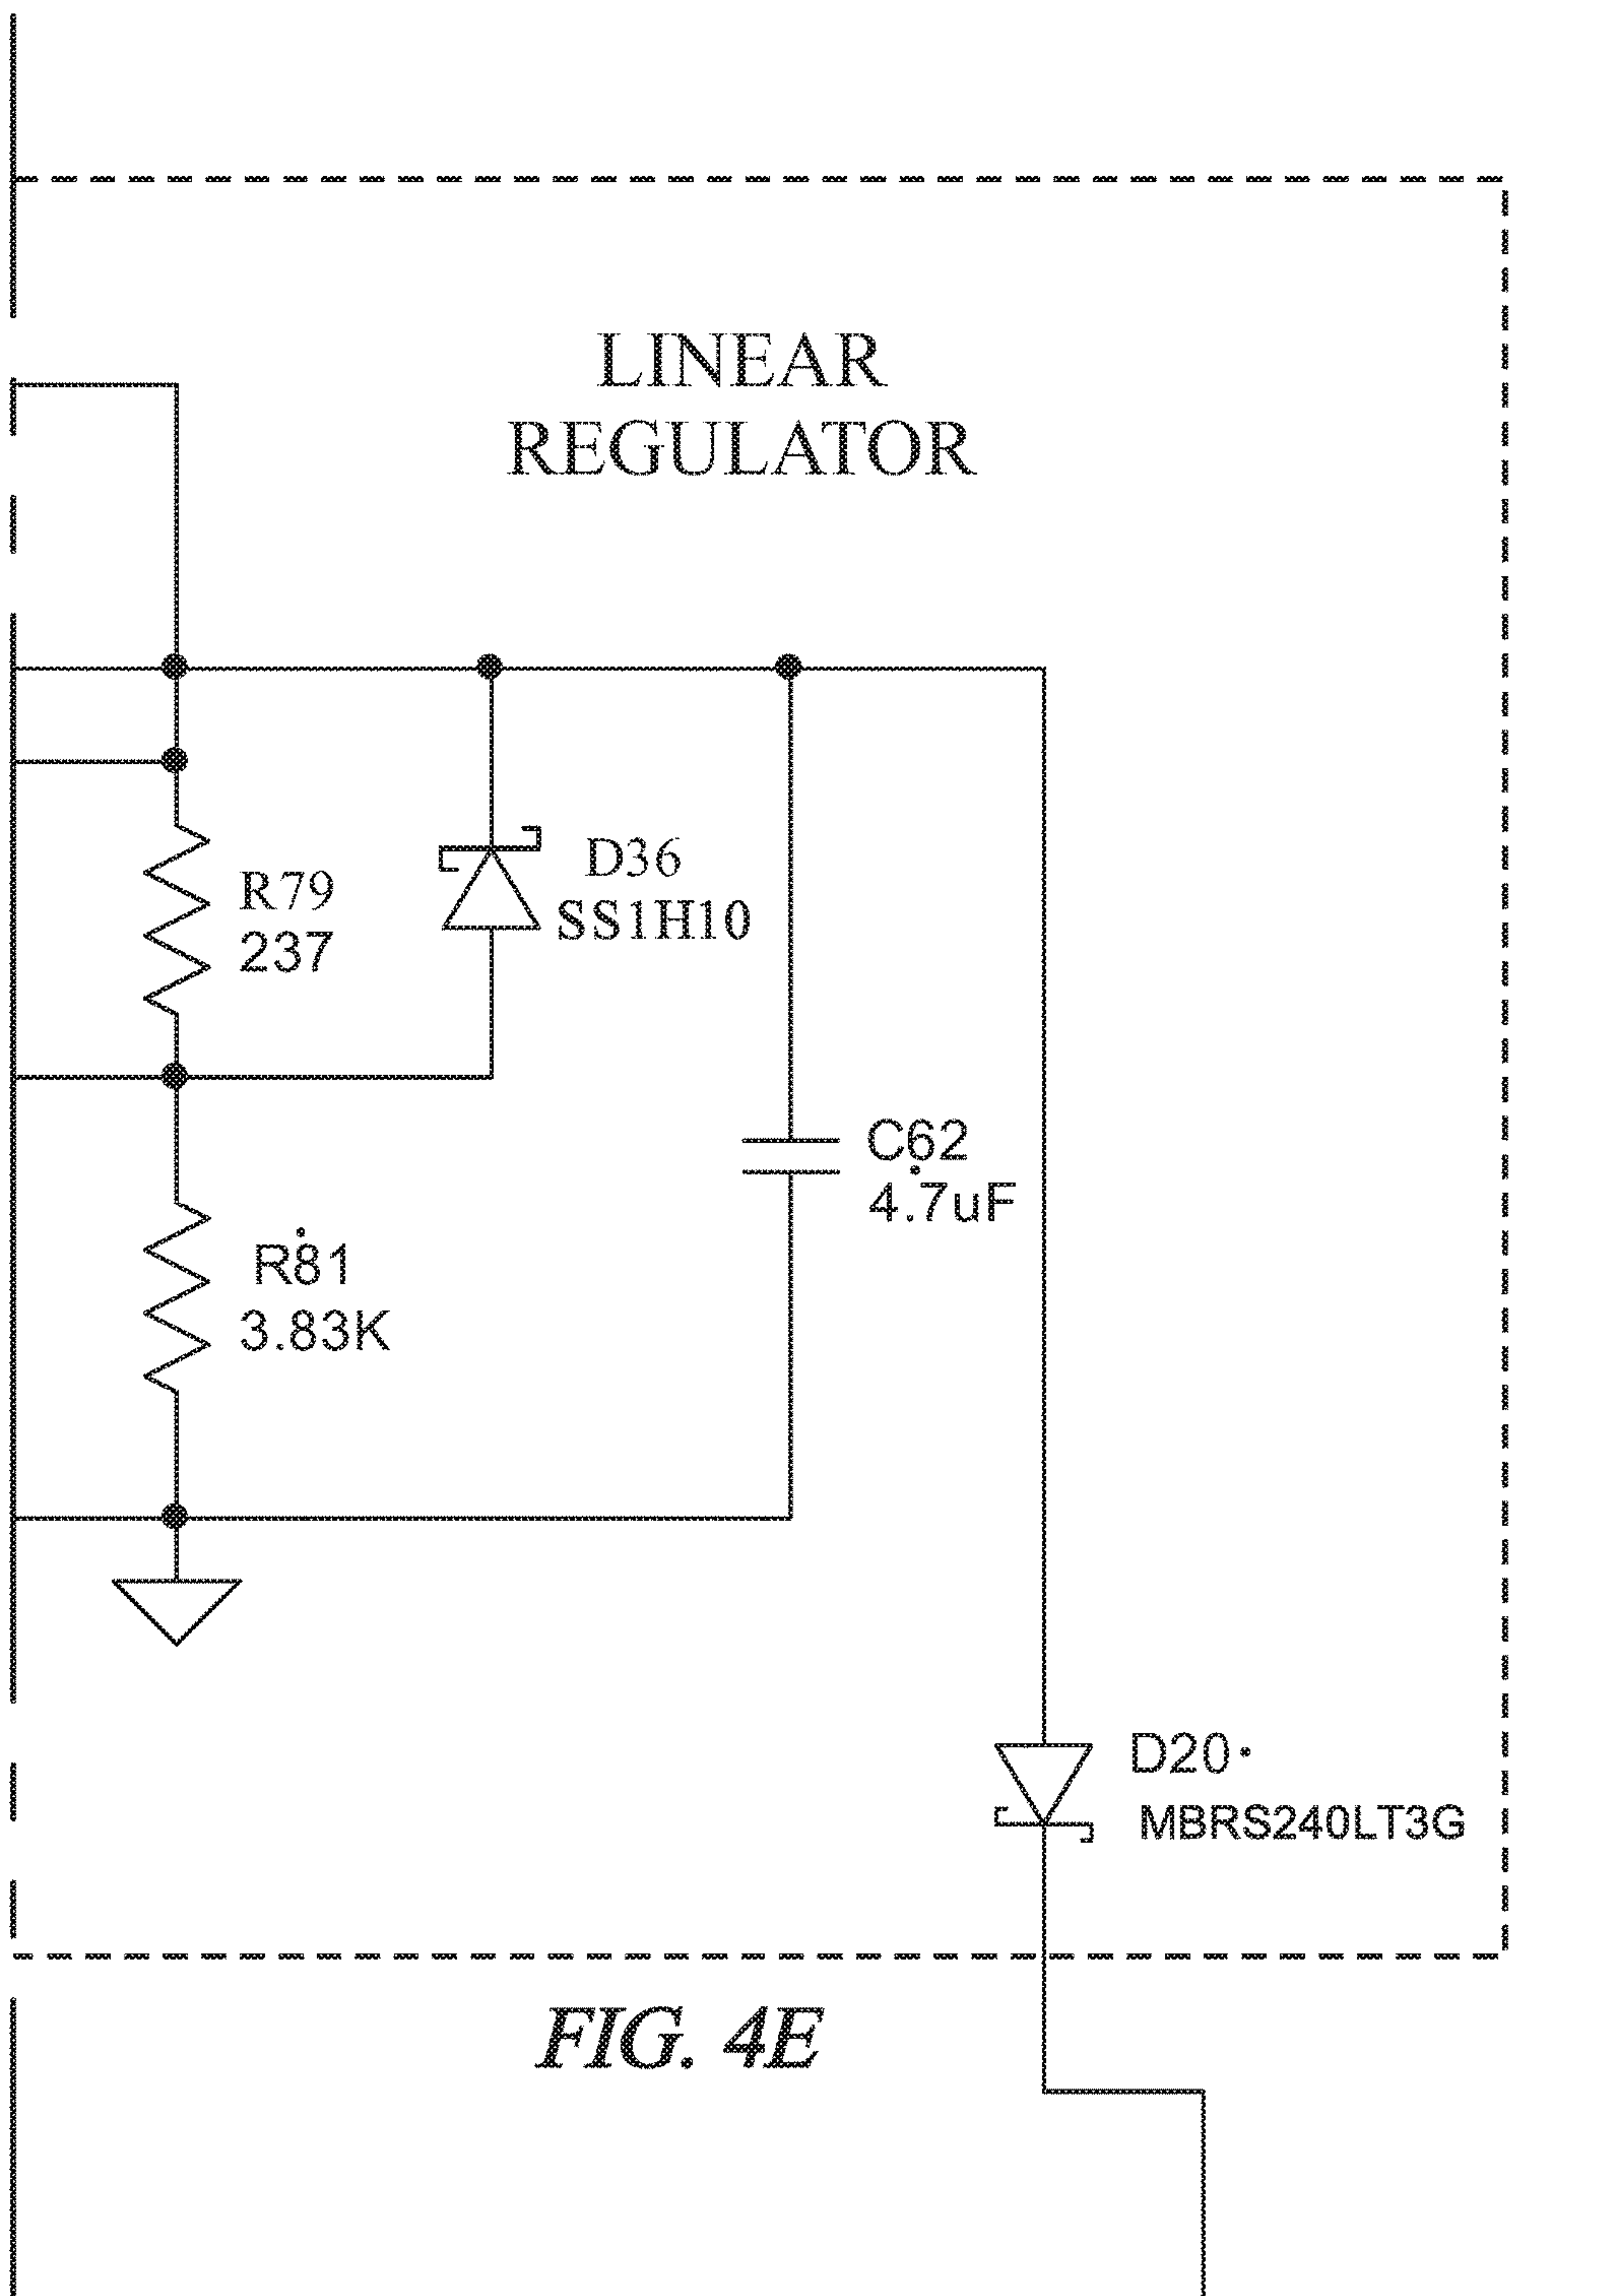 LINEAR
REGULATOR
D36
SS1H10
R79
237
C62
4.7uF
R81
3.83K
D20
MBRS240LT3G
FIG. 4E